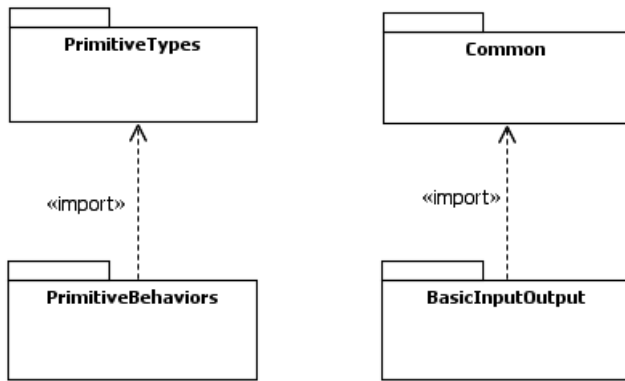 PrimitiveTypes
Common
«import»
«import»
PrimitiveBehaviors
BasicInputOutput